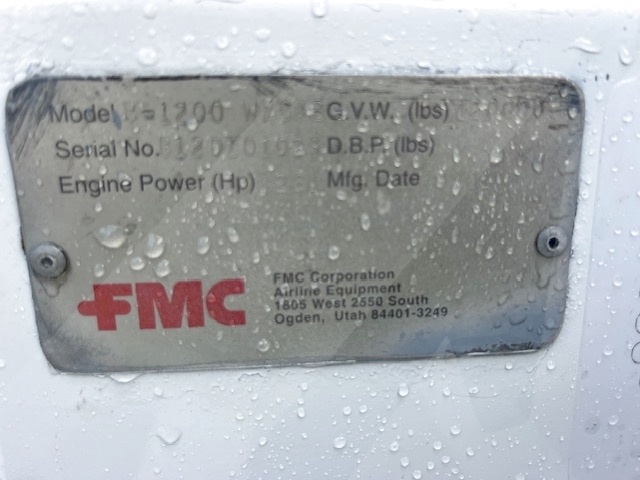 Model B-1200 G.V.W. (lbs)
Serial No. D.B.P. (lbs)
Engine Power (Hp) Mfg. Date
FMC
FMC Corporation
Airline Equipment
1805 West 2550 South
Ogden, Utah 84401-3249